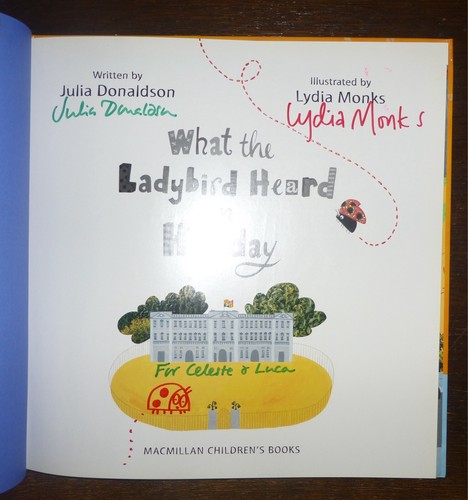 Written by
Julia Donaldson
Julia Donaldson
Illustrated by
Lydia Monks
Lydia Monks
What the
Ladybird Heard
For Celeste & Luca
MACMILLAN CHILDREN'S BOOKS